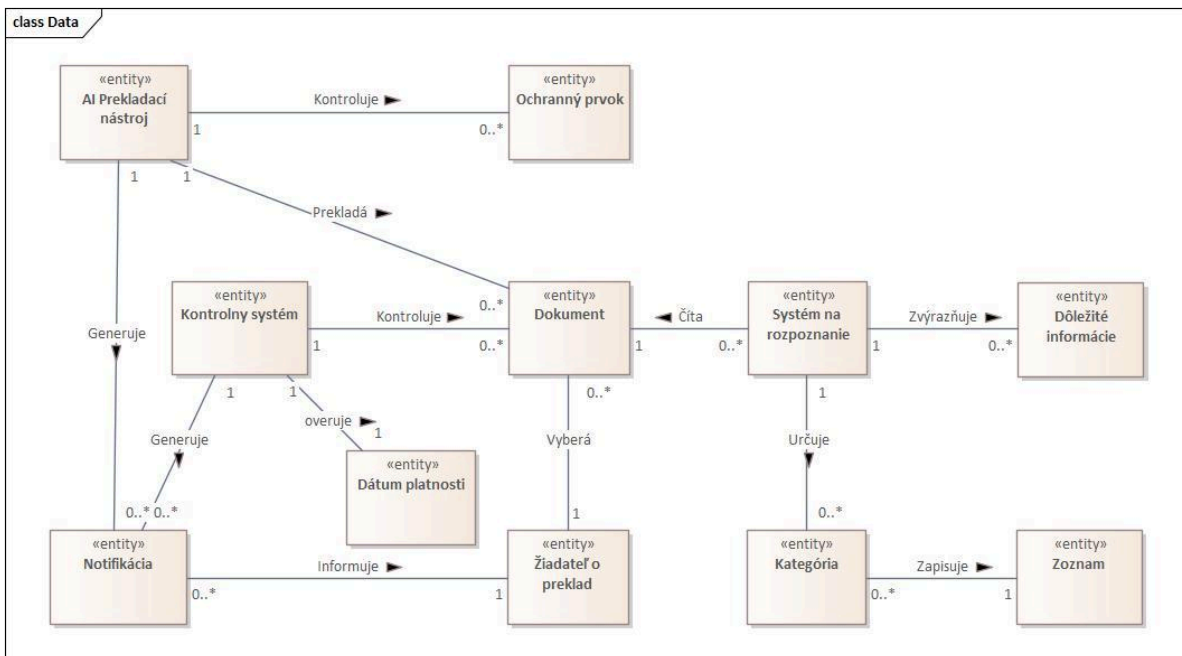 class Data
«entity»
AI Prekladací
nástroj
Kontroluje
1
0..*
«entity»
Ochranný prvok
1
1
Prekladá
0..*
Generuje
«entity»
Kontrolny systém
Kontroluje
1
0..*
«entity»
Dokument
Číta
1
0..*
«entity»
Systém na
rozpoznanie
Zvýrazňuje
1
0..*
«entity»
Dôležité
informácie
1
1
overuje
1
Generuje
0..*
Vyberá
1
1
Určuje
0..*
«entity»
Dátum platnosti
0..*
0..*
«entity»
Notifikácia
Informuje
0..*
1
«entity»
Žiadateľ o
preklad
«entity»
Kategória
Zapisuje
0..*
1
«entity»
Zoznam